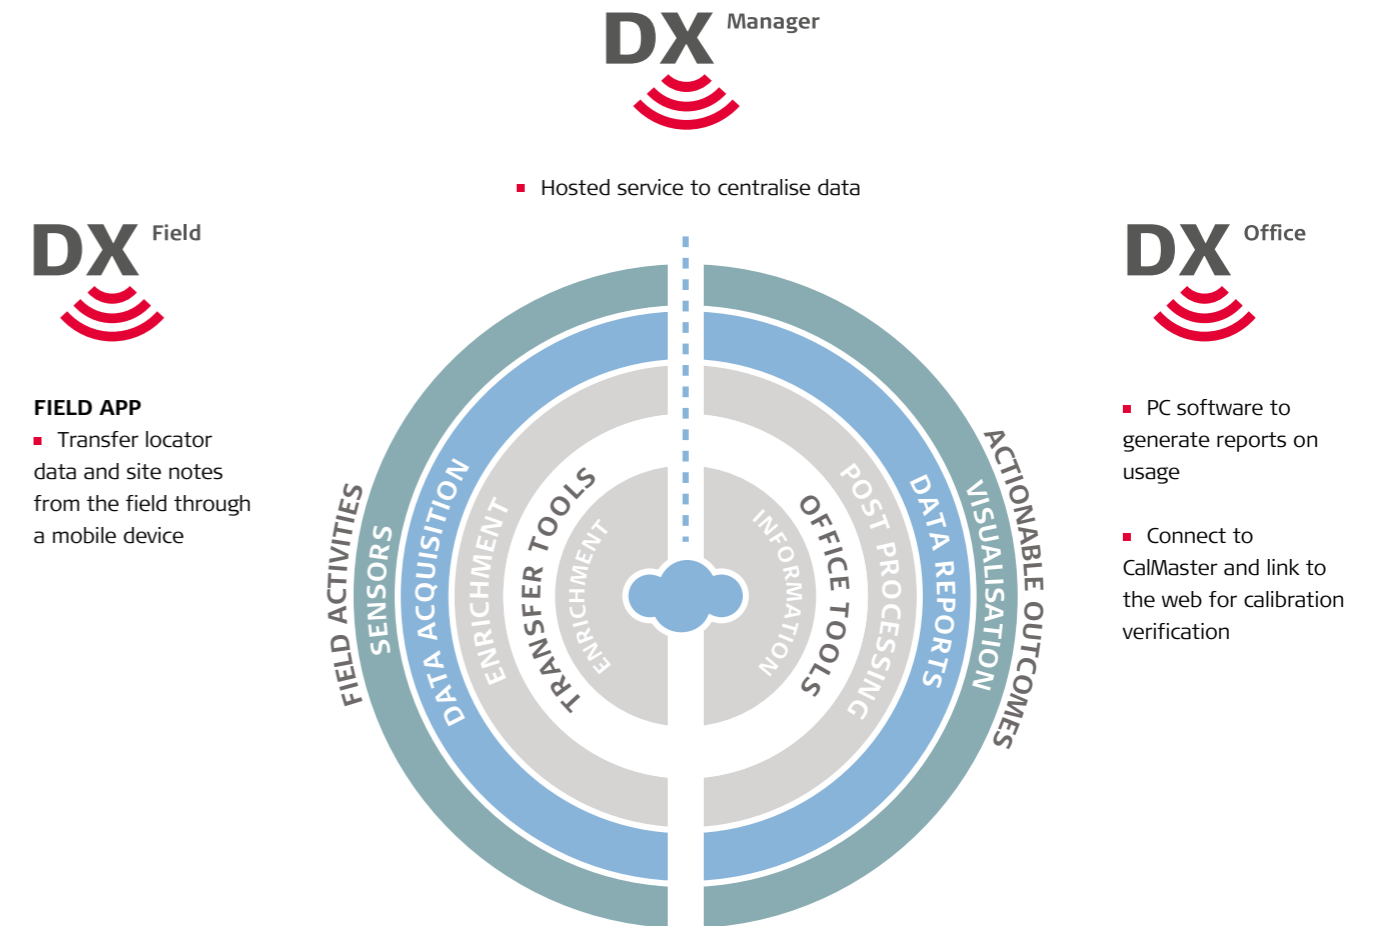 DX Manager
Hosted service to centralise data
DX Field
FIELD APP
Transfer locator
data and site notes
from the field through
a mobile device
DX Office
PC software to
generate reports on
usage
Connect to
CalMaster and link to
the web for calibration
verification
FIELD ACTIVITIES
SENSORS
DATA ACQUISITION
ENRICHMENT
TRANSFER TOOLS
ENRICHMENT
INFORMATION
OFFICE TOOLS
POST PROCESSING
DATA REPORTS
VISUALISATION
ACTIONABLE OUTCOMES